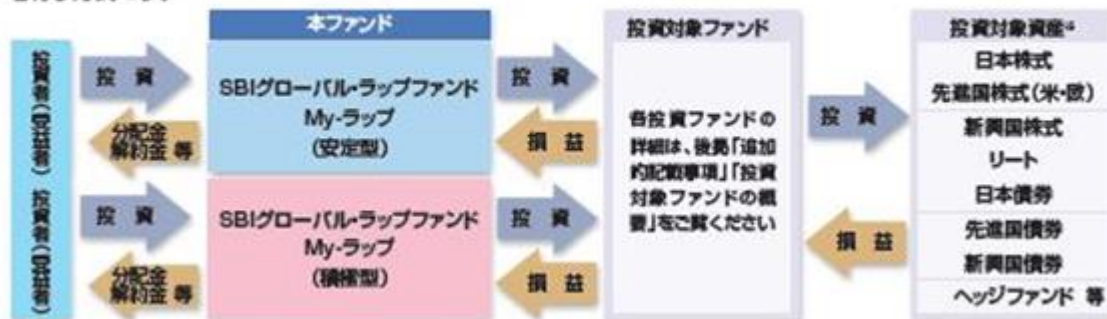 本ファンド
投資対象ファンド
投資対象資産
投資者(受益者)
投資
分配金
解約金 等
SBIグローバル・ラップファンド
My-ラップ
(安定型)
投資
損益
投資者(受益者)
投資
分配金
解約金 等
SBIグローバル・ラップファンド
My-ラップ
(積極型)
投資
損益
各投資ファンドの
詳細は、後掲「追加
的記載事項」「投資
対象ファンドの概
要」をご覧ください
投資
損益
日本株式
先進国株式(米・欧)
新興国株式
リート
日本債券
先進国債券
新興国債券
ヘッジファンド 等